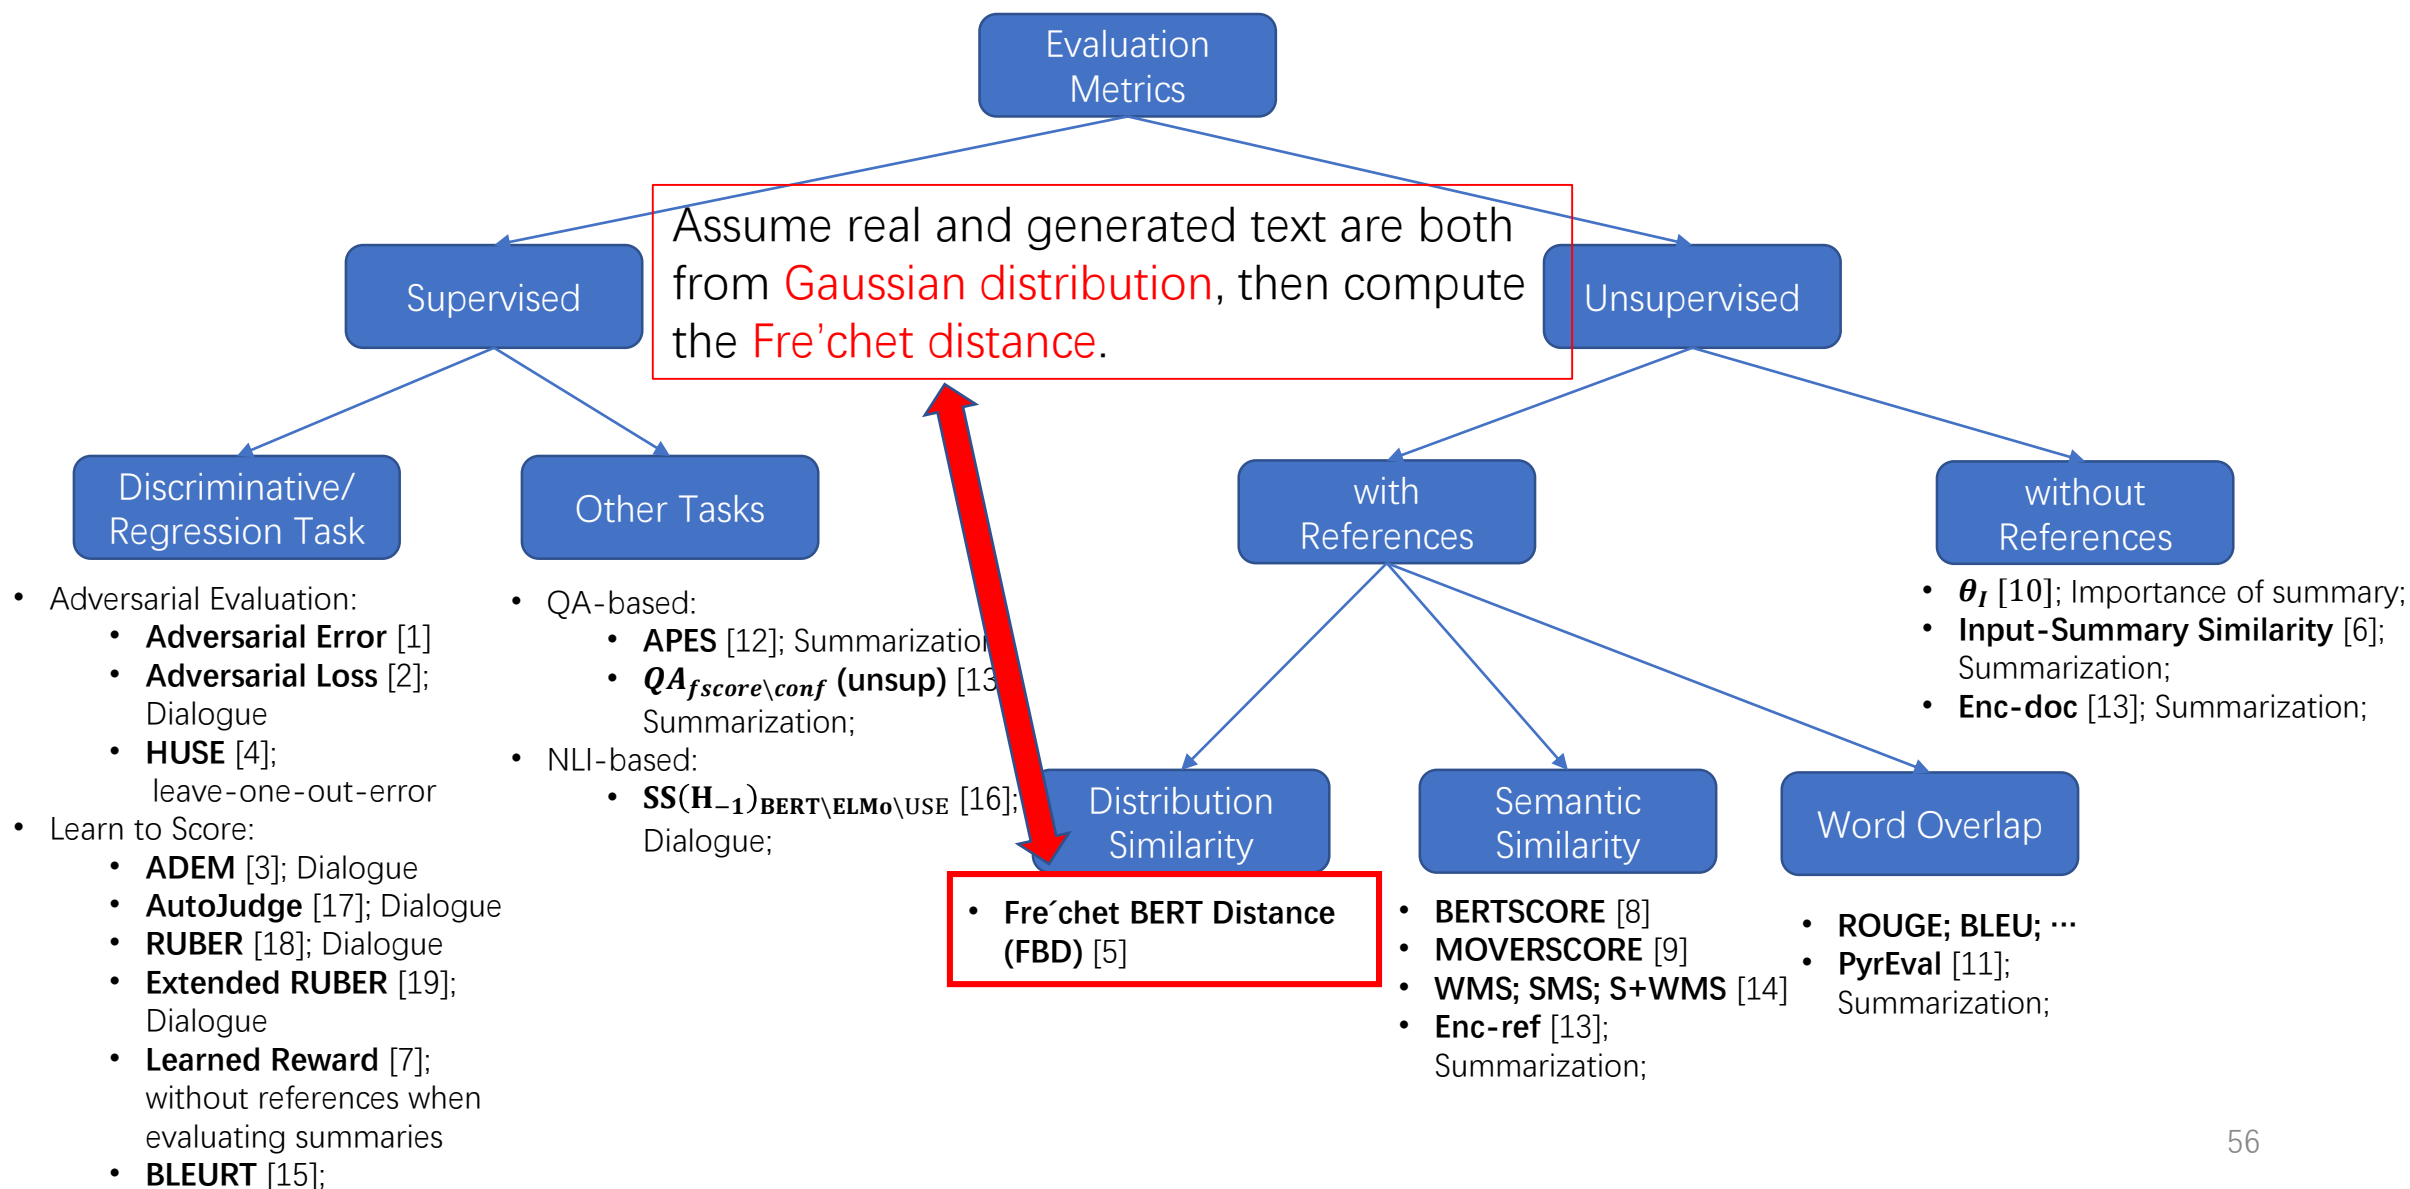 Evaluation
Metrics
Assume real and generated text are both
from Gaussian distribution, then compute
the Fre’chet distance.
Supervised
Unsupervised
Discriminative/
Regression Task
Other Tasks
with
References
without
References
• Adversarial Evaluation:
• Adversarial Error [1]
• Adversarial Loss [2];
Dialogue
• HUSE [4];
leave-one-out-error
• Learn to Score:
• ADEM [3]; Dialogue
• AutoJudge [17]; Dialogue
• RUBER [18]; Dialogue
• Extended RUBER [19];
Dialogue
• Learned Reward [7];
without references when
evaluating summaries
• BLEURT [15];
• QA-based:
• APES [12]; Summarization
• QA_{fscore\conf} (unsup) [13
Summarization;
• NLI-based:
• SS(H_{−1})_{BERT\ELMo\USE} [16];
Dialogue;
Distribution
Similarity
• Fre´chet BERT Distance
(FBD) [5]
Semantic
Similarity
• BERTSCORE [8]
• MOVERSCORE [9]
• WMS; SMS; S+WMS [14]
• Enc-ref [13];
Summarization;
Word Overlap
• ROUGE; BLEU; ···
• PyrEval [11];
Summarization;
• θ_I [10]; Importance of summary;
• Input-Summary Similarity [6];
Summarization;
• Enc-doc [13]; Summarization;
56